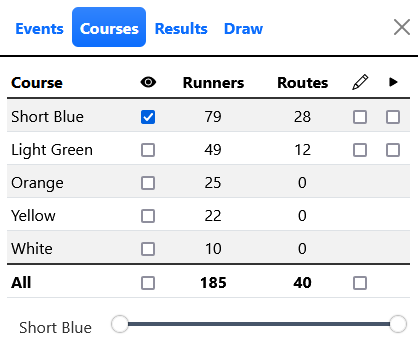 Events Courses Results Draw
Course Runners Routes
Short Blue 79 28
Light Green 49 12
Orange 25 0
Yellow 22 0
White 10 0
All 185 40
Short Blue